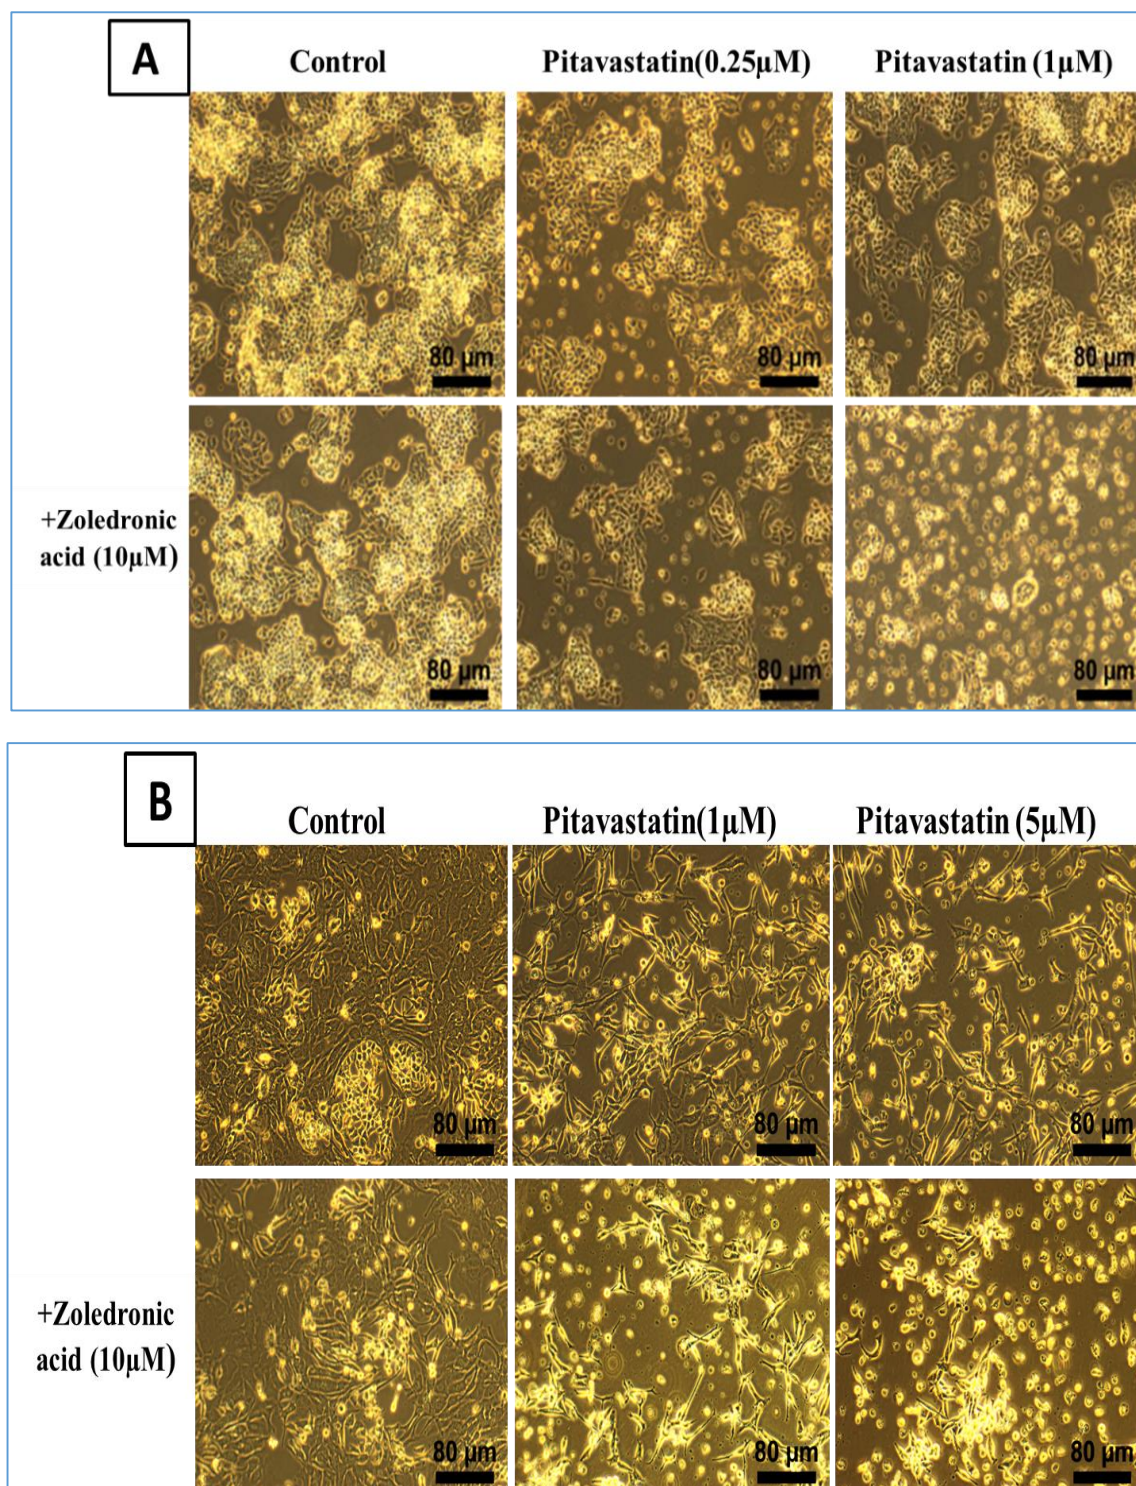 A
Control
Pitavastatin(0.25µM)
Pitavastatin (1µM)
80 µm
80 µm
80 µm
+Zoledronic
acid (10µM)
80 µm
80 µm
80 µm
B
Control
Pitavastatin(1µM)
Pitavastatin (5µM)
80 µm
80 µm
80 µm
+Zoledronic
acid (10µM)
80 µm
80 µm
80 µm